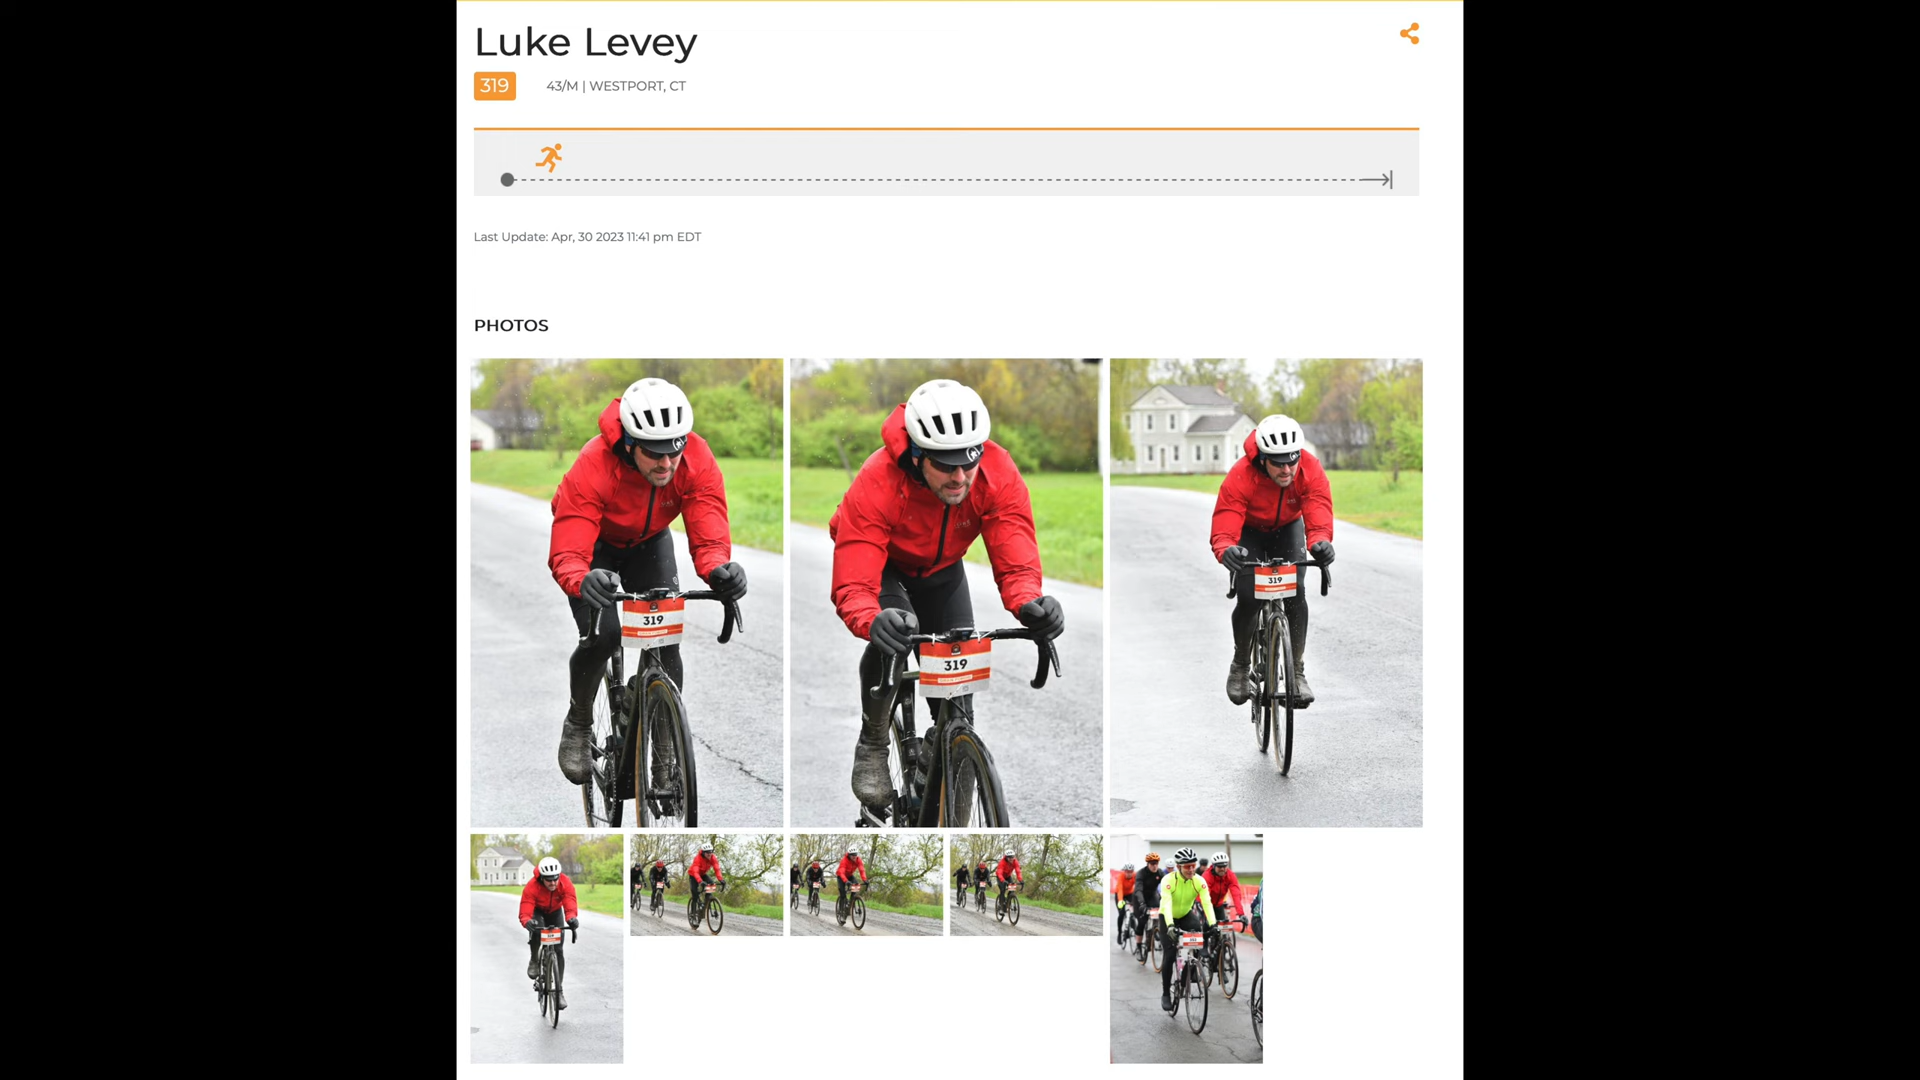 Luke Levey
319
43/M | WESTPORT, CT
Last Update: Apr, 30 2023 11:41 pm EDT
PHOTOS
319
319
319